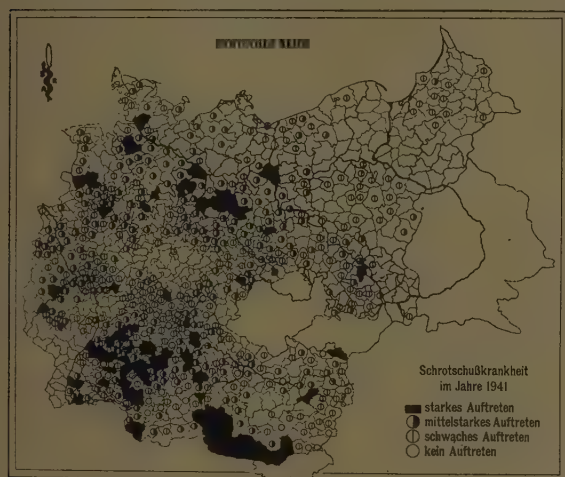 Schrotschußkrankheit
im Jahre 1941
starkes Auftreten
mittelstarkes Auftreten
schwaches Auftreten
kein Auftreten